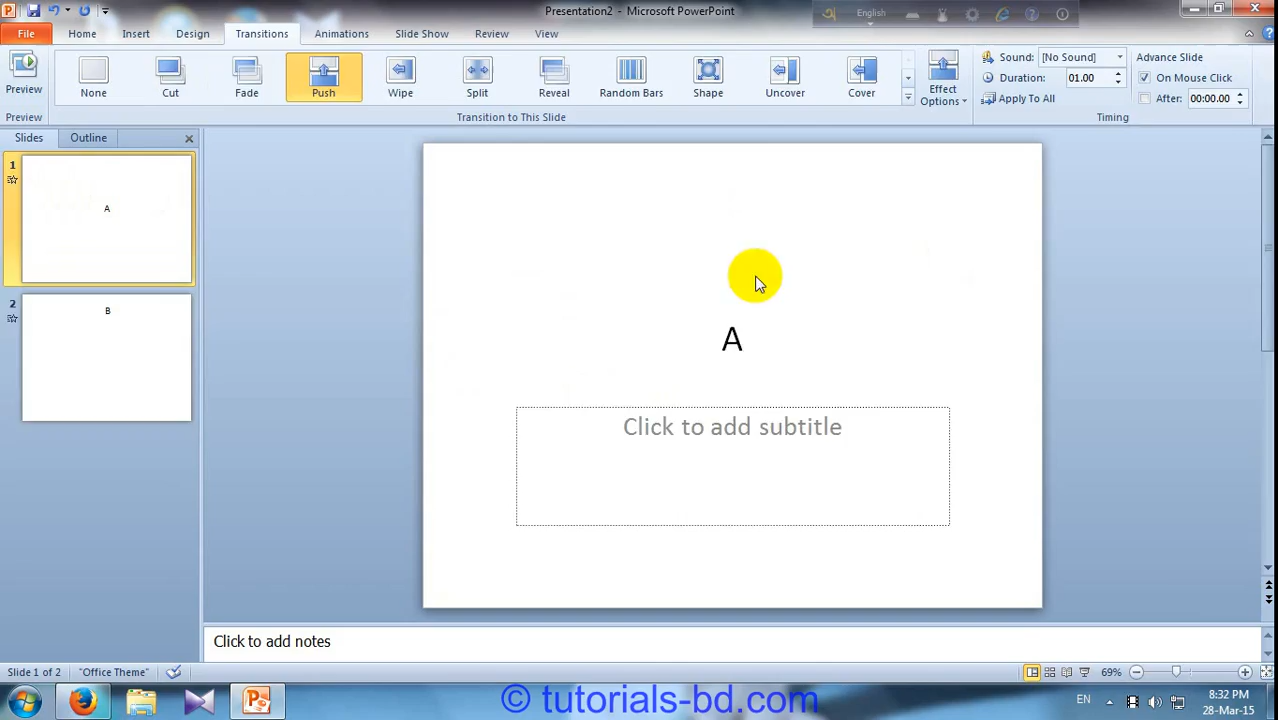 Presentation2 - Microsoft PowerPoint
English
File Home Insert Design Transitions Animations Slide Show Review View
Preview
None Cut Fade Push Wipe Split Reveal Random Bars Shape Uncover Cover
Effect Options
Sound: [No Sound]
Duration: 01.00
Apply To All
Advance Slide
On Mouse Click
After: 00:00.00
Preview Transition to This Slide Timing
Slides Outline
1
A
2
B
A
Click to add subtitle
Click to add notes
Slide 1 of 2 "Office Theme" 69%
© tutorials-bd.com
EN
8:32 PM
28-Mar-15